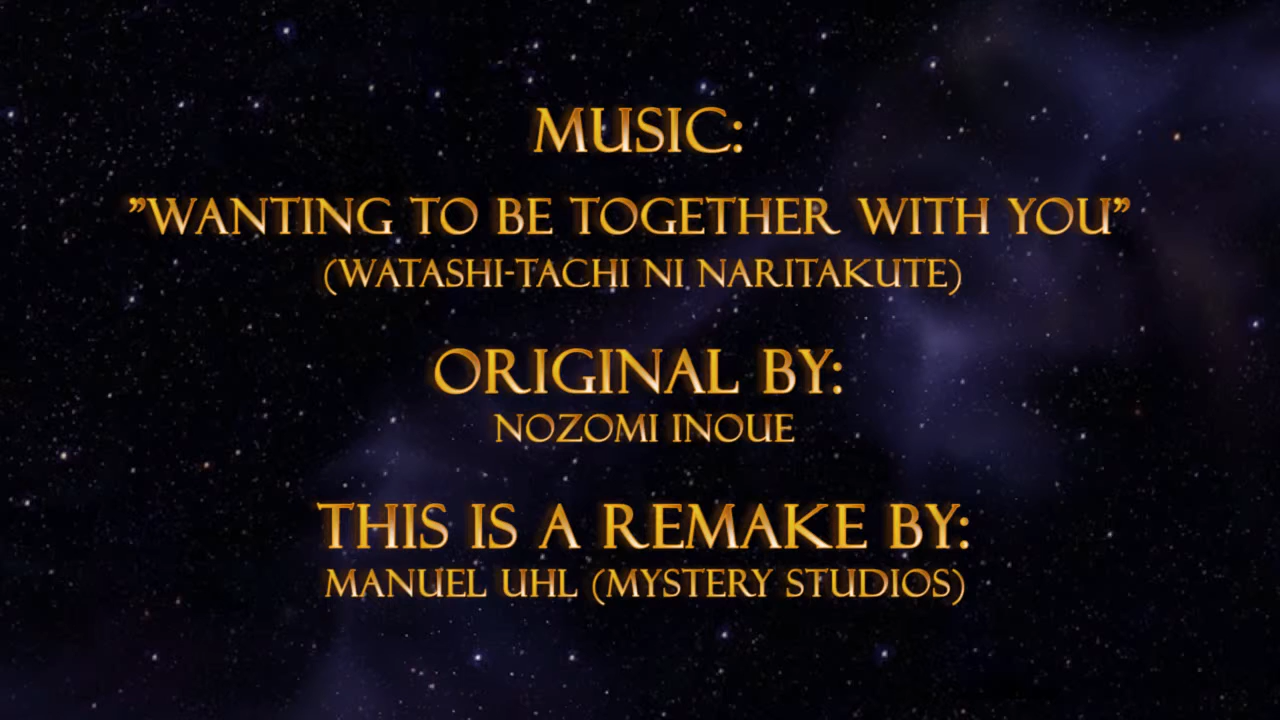 MUSIC:
"WANTING TO BE TOGETHER WITH YOU"
(WATASHI-TACHI NI NARITAKUTE)
ORIGINAL BY:
NOZOMI INOUE
THIS IS A REMAKE BY:
MANUEL UHL (MYSTERY STUDIOS)